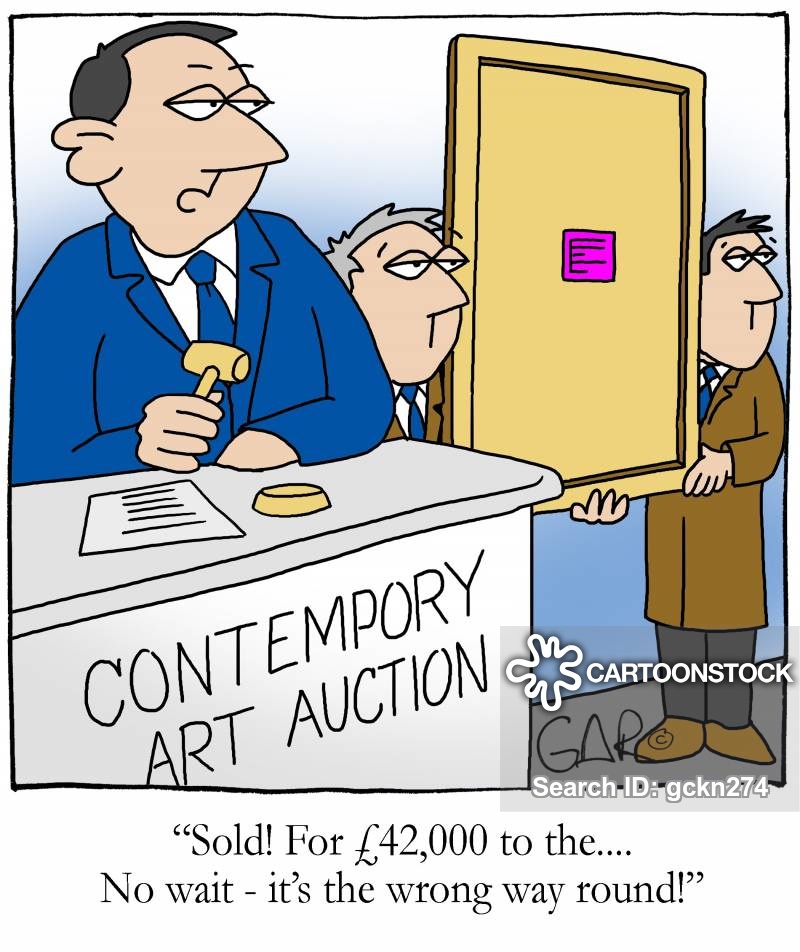 CONTEMPORY
ART AUCTION
CARTOONSTOCK
GAR ©
Search ID: gckn274
“Sold! For £42,000 to the....
No wait - it’s the wrong way round!”